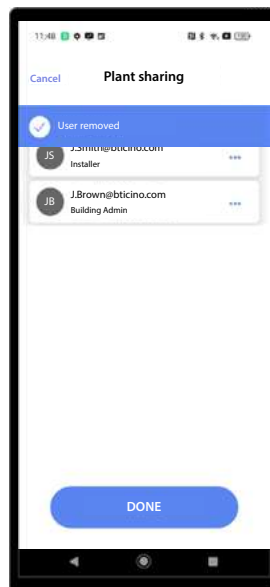 11:48
Cancel
Plant sharing
User removed
JS
J.Smith@bticino.com
Installer
JB
J.Brown@bticino.com
Building Admin
DONE